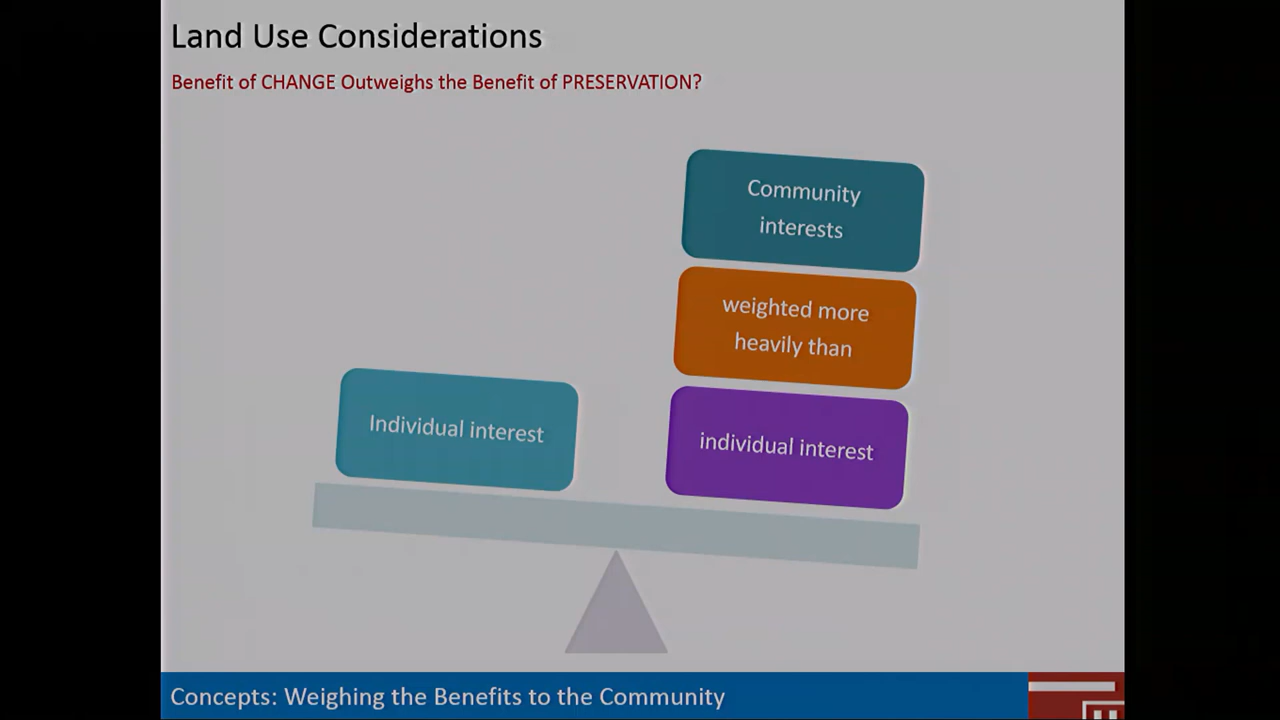 Land Use Considerations
Benefit of CHANGE Outweighs the Benefit of PRESERVATION?
Community
interests
weighted more
heavily than
Individual interest
individual interest
Concepts: Weighing the Benefits to the Community